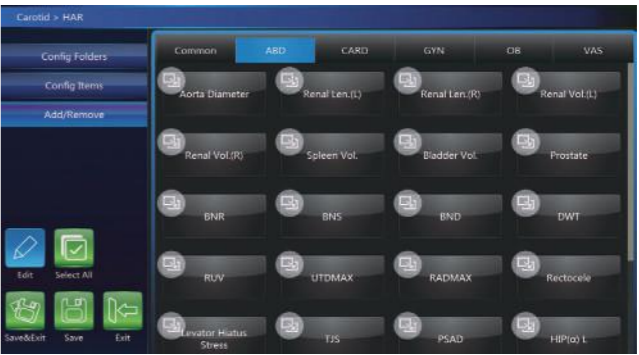 Carotid > HAR
Config Folders
Config Items
Add/Remove
Edit
Select All
Save&Exit
Save
Exit
Common ABD CARD GYN OB VAS
Aorta Diameter Renal Len.(L) Renal Len.(R) Renal Vol.(L)
Renal Vol.(R) Spleen Vol. Bladder Vol. Prostate
BNR BNS BND DWT
RUV UTDMAX RADMAX Rectocele
Levator Hiatus
Stress TJS PSAD HIP(α) L